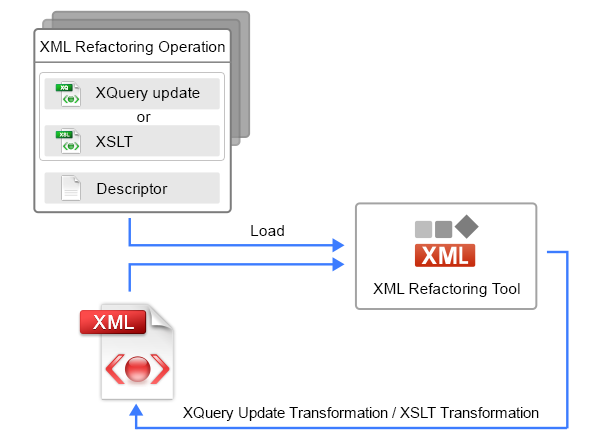 XML Refactoring Operation
XQ
XQuery update
or
XSL
XSLT
Descriptor
Load
XML
XML Refactoring Tool
XML
XQuery Update Transformation / XSLT Transformation